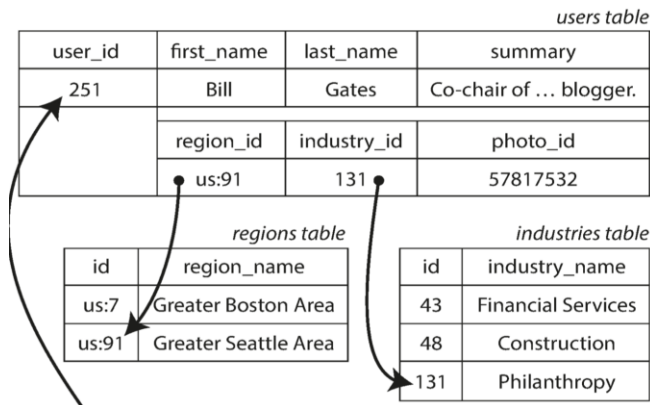 users table
user_id first_name last_name summary
251 Bill Gates Co-chair of … blogger.
region_id industry_id photo_id
us:91 131 57817532
regions table
id region_name
us:7 Greater Boston Area
us:91 Greater Seattle Area
industries table
id industry_name
43 Financial Services
48 Construction
131 Philanthropy